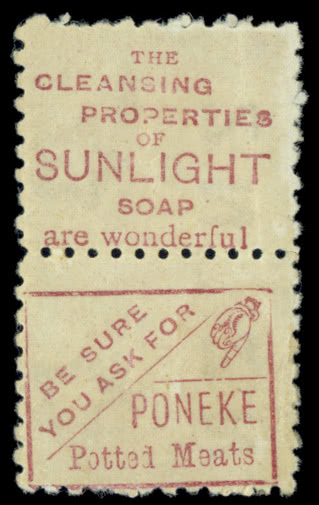 THE
CLEANSING
PROPERTIES
OF
SUNLIGHT
SOAP
are wonderful
BE SURE
YOU ASK FOR
PONEKE
Potted Meats